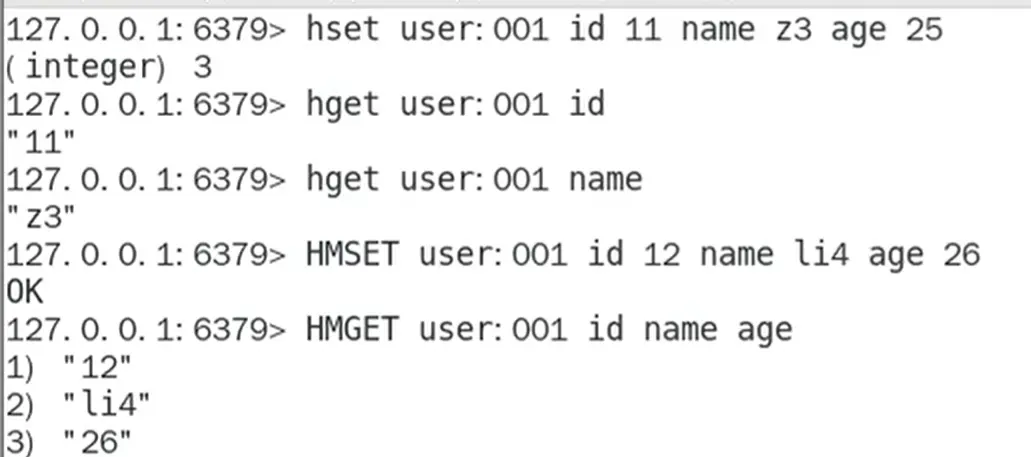 127.0.0.1:6379> hset user:001 id 11 name z3 age 25
(integer) 3
127.0.0.1:6379> hget user:001 id
"11"
127.0.0.1:6379> hget user:001 name
"z3"
127.0.0.1:6379> HMSET user:001 id 12 name li4 age 26
OK
127.0.0.1:6379> HMGET user:001 id name age
1) "12"
2) "li4"
3) "26"